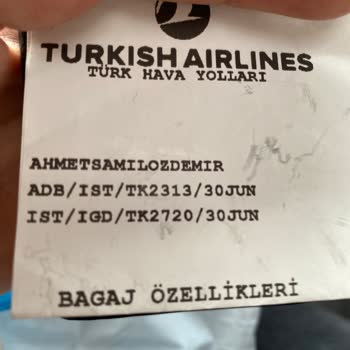 TURKISH AIRLINES
TÜRK HAVA YOLLARI
AHMETSAMILOZDEMIR
ADB/IST/TK2313/30JUN
IST/IGD/TK2720/30JUN
BAGAJ ÖZELLİKLERİ